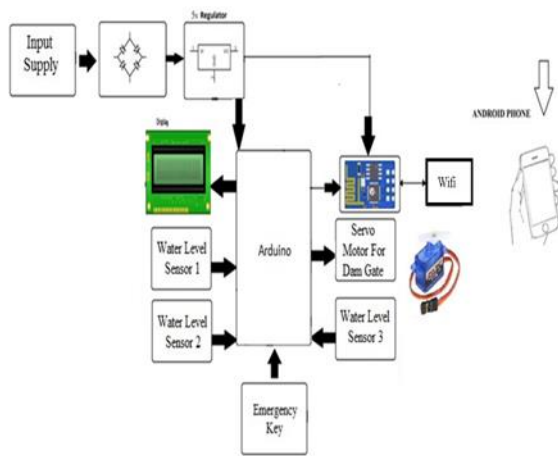 5v Regulator
Input
Supply
Display
ANDROID PHONE
Wifi
Arduino
Servo
Motor For
Dam Gate
Water Level
Sensor 1
Water Level
Sensor 2
Water Level
Sensor 3
Emergency
Key